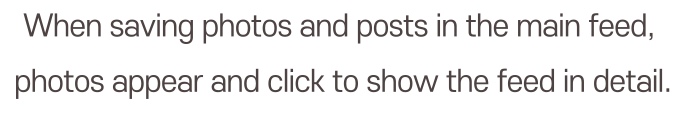 When saving photos and posts in the main feed,
photos appear and click to show the feed in detail.